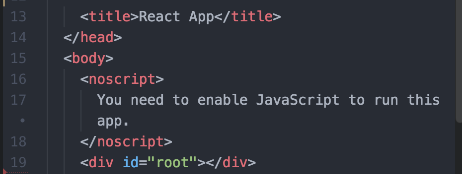 13 <title>React App</title>
14 </head>
15 <body>
16 <noscript>
17 You need to enable JavaScript to run this
• app.
18 </noscript>
19 <div id="root"></div>